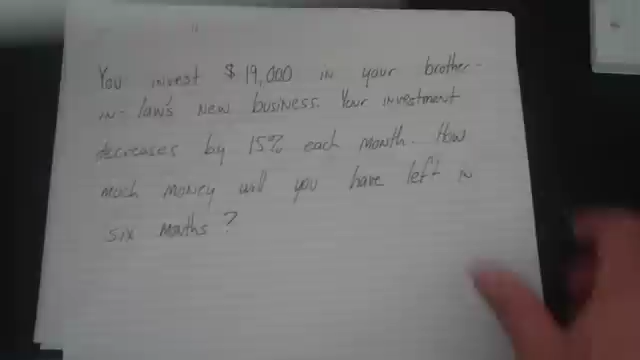 You invest $19,000 in your brother-
in-law's new business. Your investment
decreases by 15% each month. How
much money will you have left in
six months?